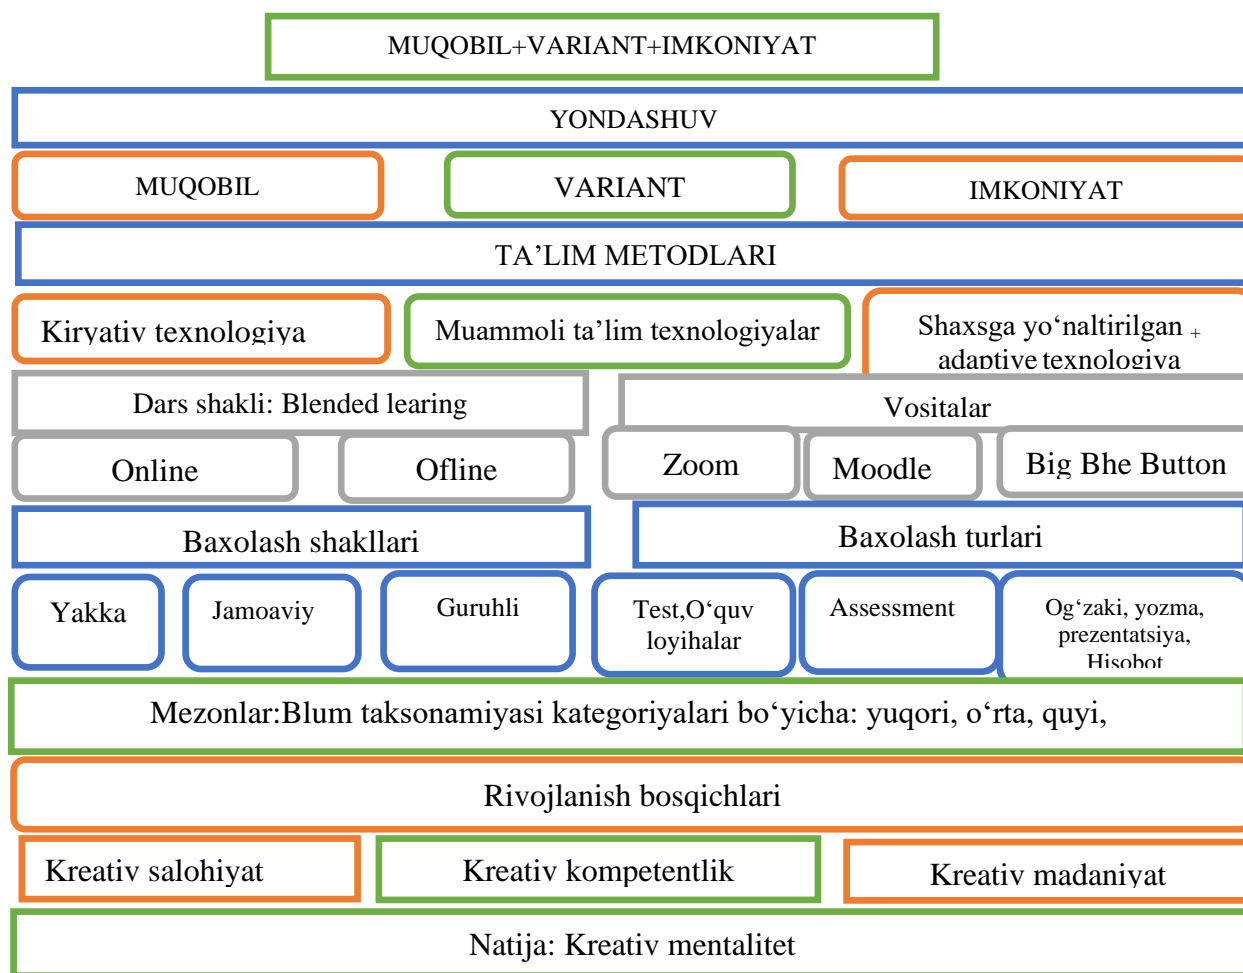 MUQOBIL+VARIANT+IMKONIYAT
YONDASHUV
MUQOBIL
VARIANT
IMKONIYAT
TA’LIM METODLARI
Kiryativ texnologiya
Muammoli ta’lim texnologiyalar
Shaxsga yo‘naltirilgan +
adaptive texnologiya
Dars shakli: Blended learing
Vositalar
Online
Ofline
Zoom
Moodle
Big Bhe Button
Baxolash shakllari
Baxolash turlari
Yakka
Jamoaviy
Guruhli
Test,O‘quv
loyihalar
Assessment
Og‘zaki, yozma,
prezentatsiya,
Hisobot
Mezonlar:Blum taksonamiyasi kategoriyalari bo‘yicha: yuqori, o‘rta, quyi,
Rivojlanish bosqichlari
Kreativ salohiyat
Kreativ kompetentlik
Kreativ madaniyat
Natija: Kreativ mentalitet